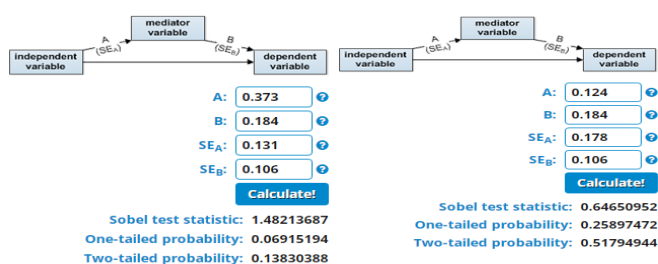 mediator
variable
A
(SEA)
B
(SEB)
independent
variable
dependent
variable
A: 0.373 ?
B: 0.184 ?
SEA: 0.131 ?
SEB: 0.106 ?
Calculate!
Sobel test statistic: 1.48213687
One-tailed probability: 0.06915194
Two-tailed probability: 0.13830388
mediator
variable
A
(SEA)
B
(SEB)
independent
variable
dependent
variable
A: 0.124 ?
B: 0.184 ?
SEA: 0.178 ?
SEB: 0.106 ?
Calculate!
Sobel test statistic: 0.64650952
One-tailed probability: 0.25897472
Two-tailed probability: 0.51794944